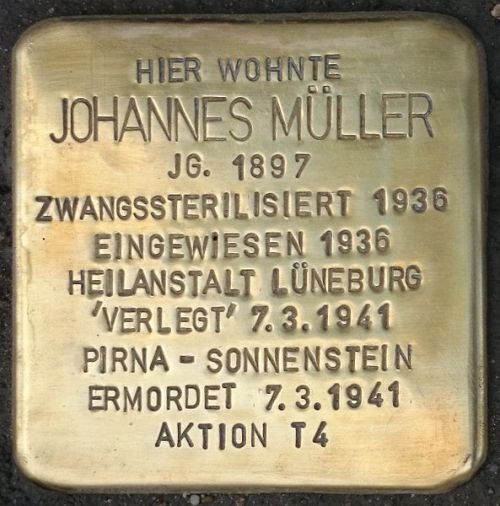 HIER WOHNTE
JOHANNES MÜLLER
JG. 1897
ZWANGSSTERILISIERT 1936
EINGEWIESEN 1936
HEILANSTALT LÜNEBURG
'VERLEGT' 7.3.1941
PIRNA - SONNENSTEIN
ERMORDET 7.3.1941
AKTION T4